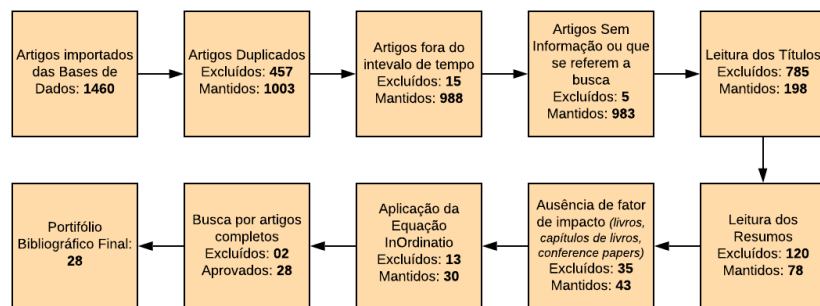 Artigos importados
das Bases de
Dados: 1460
Artigos Duplicados
Excluídos: 457
Mantidos: 1003
Artigos fora do
intevalo de tempo
Excluídos: 15
Mantidos: 988
Artigos Sem
Informação ou que
se referem a
busca
Excluídos: 5
Mantidos: 983
Leitura dos Títulos
Excluídos: 785
Mantidos: 198
Leitura dos
Resumos
Excluídos: 120
Mantidos: 78
Ausência de fator
de impacto (livros,
capítulos de livros,
conference papers)
Excluídos: 35
Mantidos: 43
Aplicação da
Equação
InOrdinatio
Excluídos: 13
Mantidos: 30
Busca por artigos
completos
Excluídos: 02
Aprovados: 28
Portifólio
Bibliográfico Final:
28